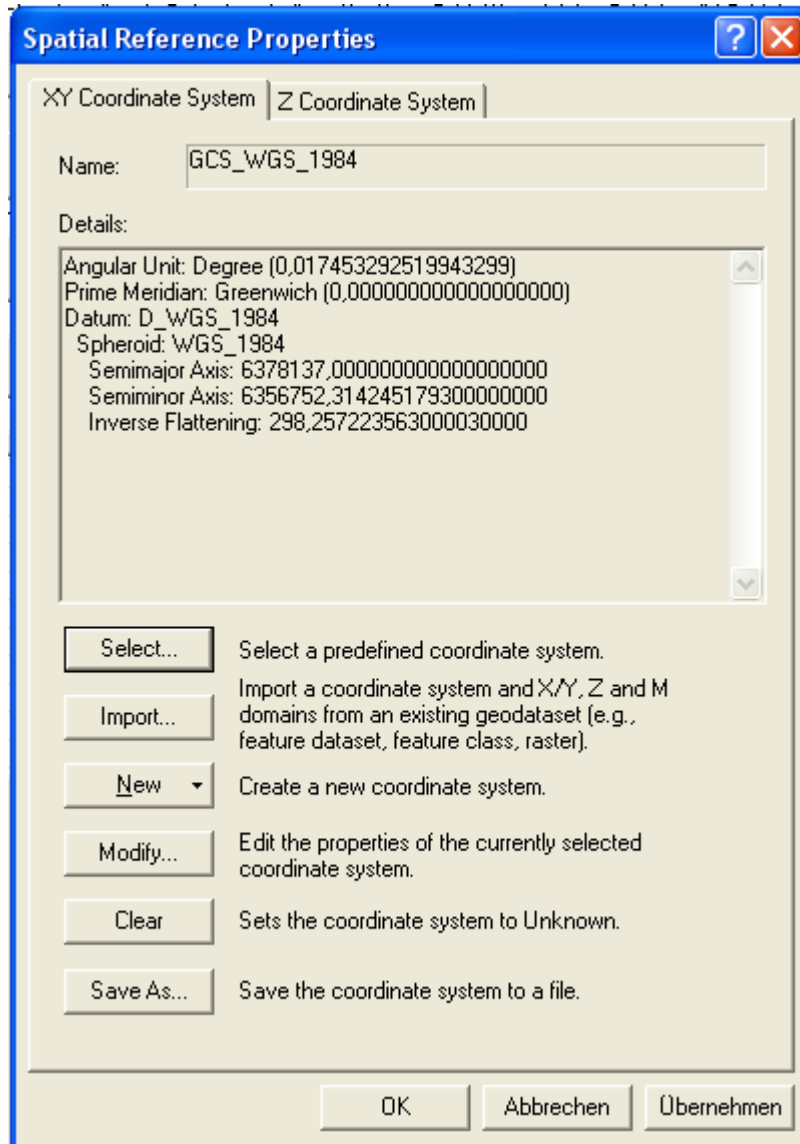 Spatial Reference Properties
XY Coordinate System
Z Coordinate System
Name:
GCS_WGS_1984
Details:
Angular Unit: Degree (0,017453292519943299)
Prime Meridian: Greenwich (0,000000000000000000)
Datum: D_WGS_1984
Spheroid: WGS_1984
Semimajor Axis: 6378137,000000000000000000
Semiminor Axis: 6356752,314245179300000000
Inverse Flattening: 298,257223563000030000
Select...
Select a predefined coordinate system.
Import...
Import a coordinate system and X/Y, Z and M
domains from an existing geodataset (e.g.,
feature dataset, feature class, raster).
New
Create a new coordinate system.
Modify...
Edit the properties of the currently selected
coordinate system.
Clear
Sets the coordinate system to Unknown.
Save As...
Save the coordinate system to a file.
OK
Abbrechen
Übernehmen